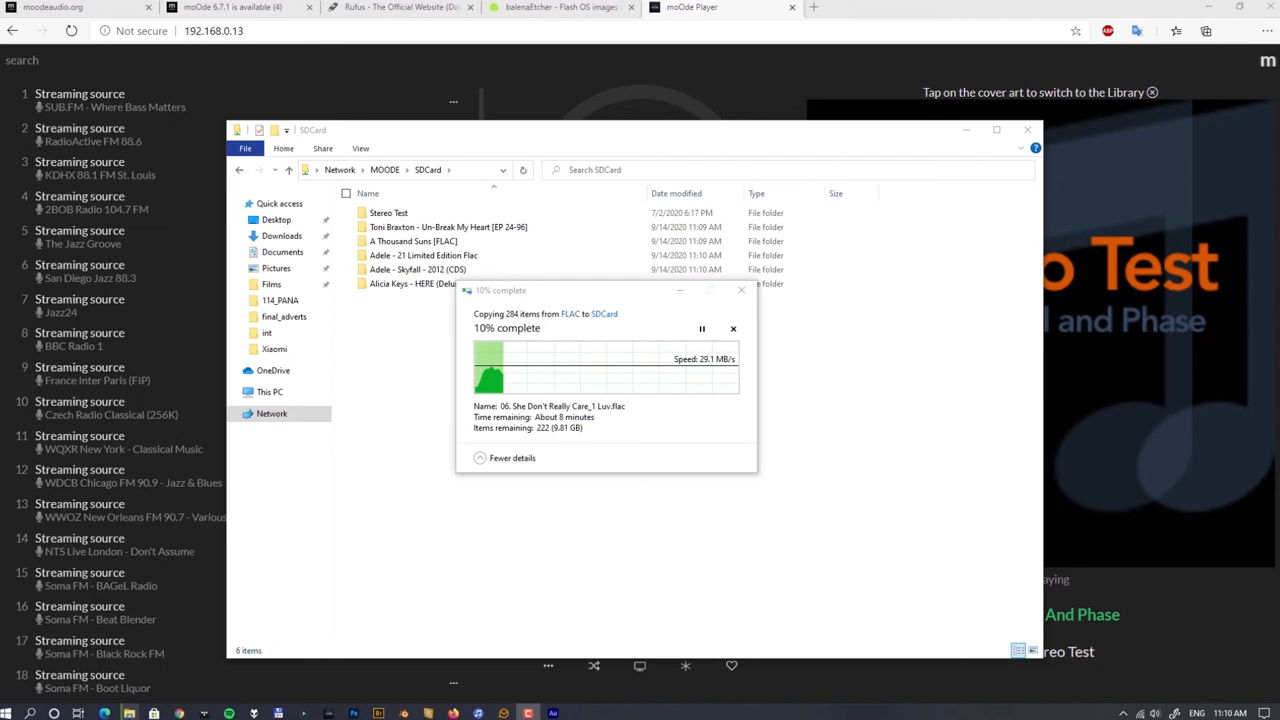 moodeaudio.org
moOde 6.7.1 is available (4)
Rufus - The Official Website (Do
balenaEtcher - Flash OS images t
moOde Player
Not secure 192.168.0.13
search
m
Tap on the cover art to switch to the Library
1 Streaming source
SUB.FM - Where Bass Matters
2 Streaming source
RadioActive FM 88.6
3 Streaming source
KDHX 88.1 FM St. Louis
4 Streaming source
2BOB Radio 104.7 FM
5 Streaming source
The Jazz Groove
6 Streaming source
San Diego Jazz 88.3
7 Streaming source
Jazz24
8 Streaming source
BBC Radio 1
9 Streaming source
France Inter Paris (FIP)
10 Streaming source
Czech Radio Classical (256K)
11 Streaming source
WQXR New York - Classical Music
12 Streaming source
WDCB Chicago FM 90.9 - Jazz & Blues
13 Streaming source
WWOZ New Orleans FM 90.7 - Various
14 Streaming source
NTS Live London - Don't Assume
15 Streaming source
Soma FM - BAGeL Radio
16 Streaming source
Soma FM - Beat Blender
17 Streaming source
Soma FM - Black Rock FM
18 Streaming source
Soma FM - Boot Liquor
SDCard
File Home Share View
Network MOODE SDCard
Search SDCard
Quick access
Desktop
Downloads
Documents
Pictures
Films
114_PANA
final_adverts
int
Xiaomi
OneDrive
This PC
Network
Name Date modified Type Size
Stereo Test 7/2/2020 6:17 PM File folder
Toni Braxton - Un-Break My Heart [EP 24-96] 9/14/2020 11:09 AM File folder
A Thousand Suns [FLAC] 9/14/2020 11:09 AM File folder
Adele - 21 Limited Edition Flac 9/14/2020 11:10 AM File folder
Adele - Skyfall - 2012 (CDS) 9/14/2020 11:10 AM File folder
Alicia Keys - HERE (Delu 9/14/2020 11:10 AM File folder
10% complete
Copying 284 items from FLAC to SDCard
10% complete
Speed: 29.1 MB/s
Name: 06. She Don't Really Care_1 Luv.flac
Time remaining: About 8 minutes
Items remaining: 222 (9.81 GB)
Fewer details
6 items
o Test
l and Phase
aying
And Phase
reo Test
ENG 11:10 AM